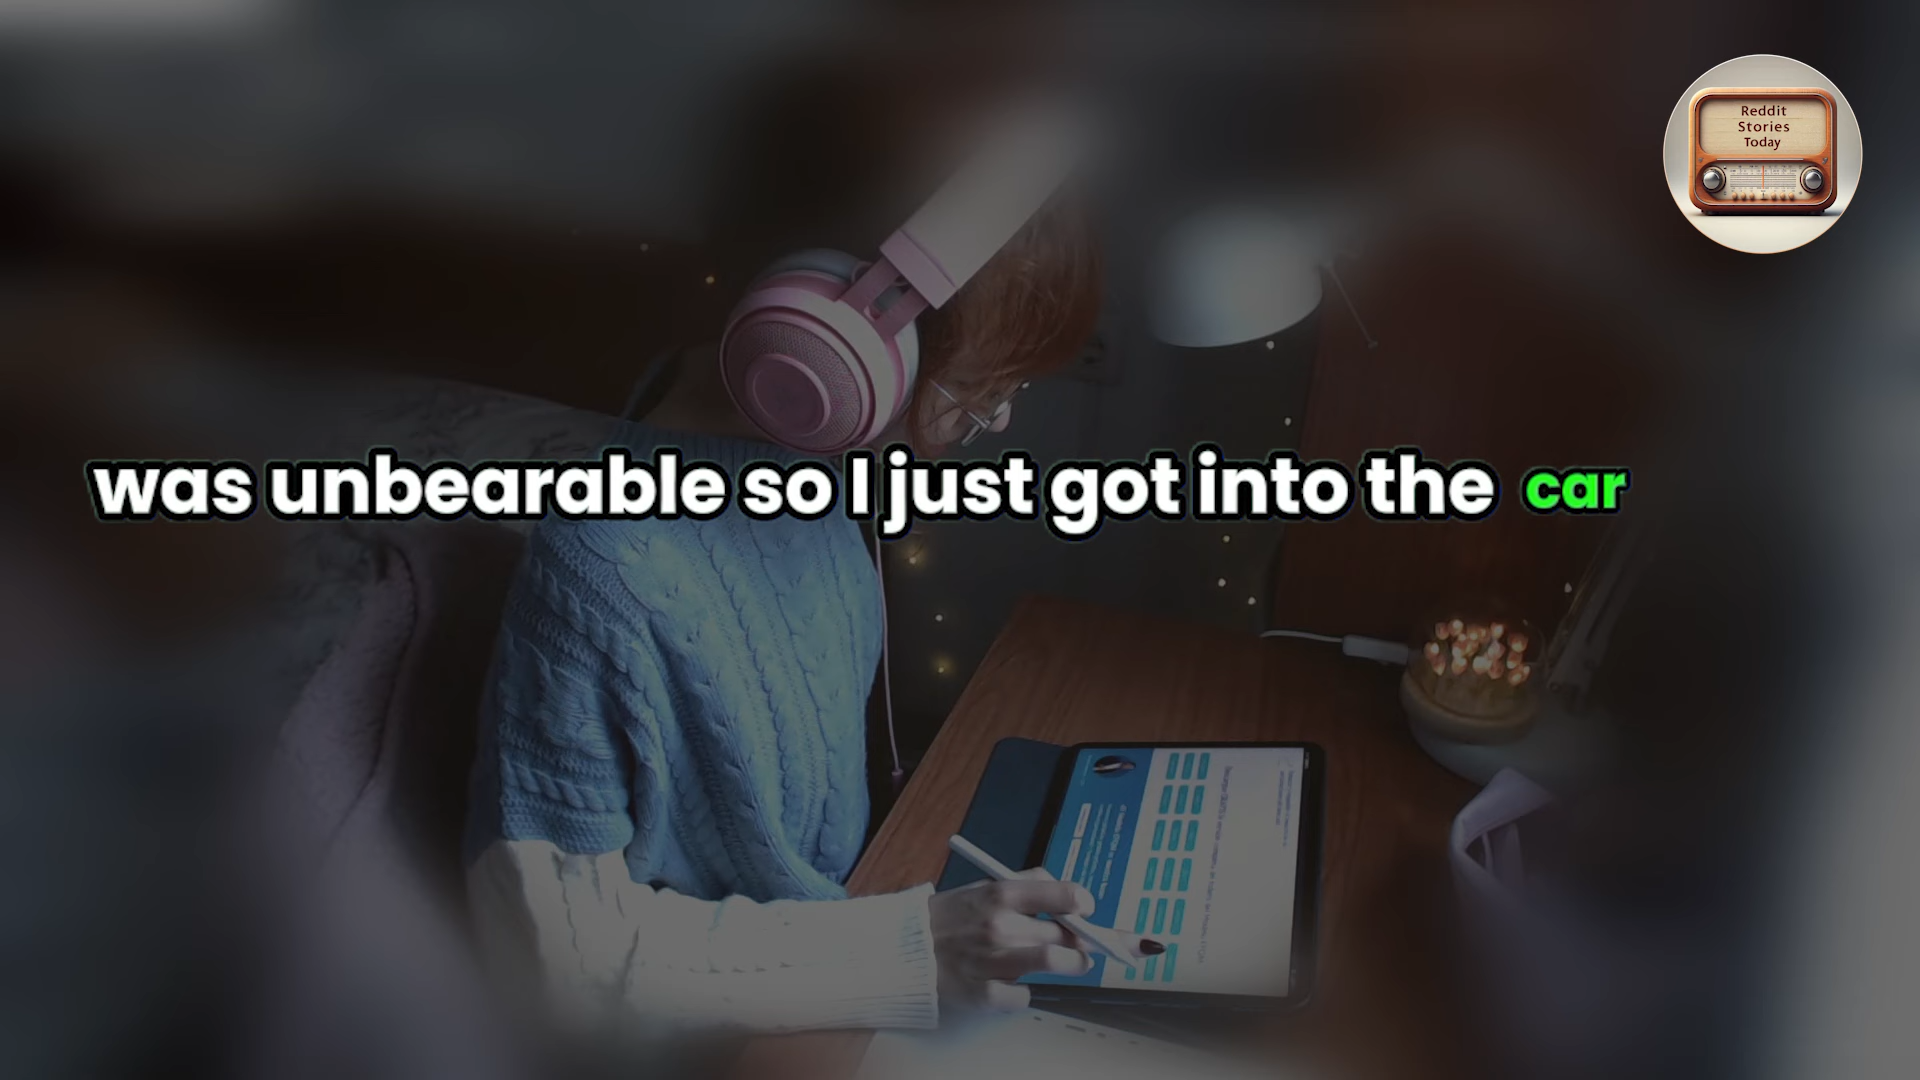 Reddit
Stories
Today
was unbearable so I just got into the car